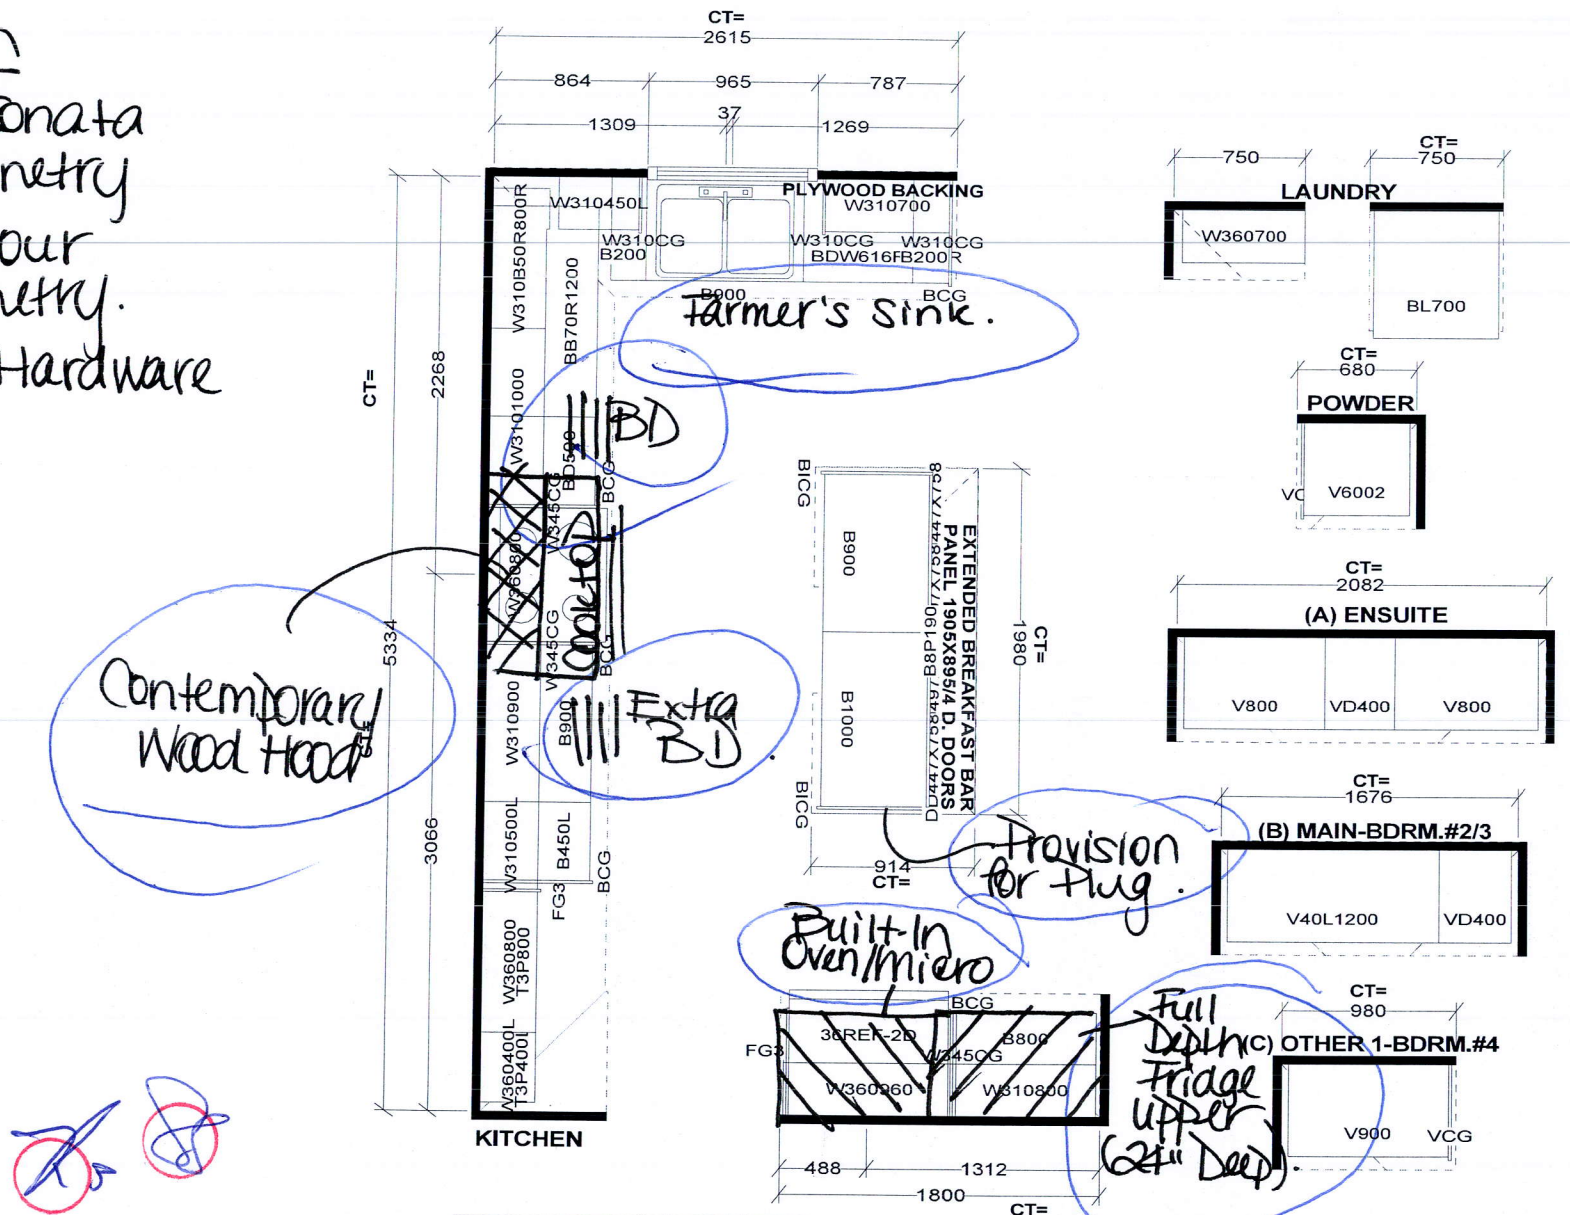 Sonata
netry
our
netry.
Hardware
CT=
2615
864
965
787
37
1309
1269
PLYWOOD BACKING
W310450L
W310700
W310CG
B200
W310CG
W310CG
BDW616FB200R
B900
BCG
Farmer's Sink.
W310B50R800R
BB70R1200
2268
CT=
W3101000
BD500
BD
BCG
W345CG
W360800
Cooktop
W345CG
BCG
5334
Contemporary
Wood Hood
CT=
W310900
B900
Extra
BD
3066
W310500L
B450L
BCG
FG3
W360800
T3P800
W360400L
T3P400L
KITCHEN
BICG
B900
B1000
BICG
EXTENDED BREAKFAST BAR
PANEL 1905X895/4 D. DOORS
1980
CT=
914
CT=
Provision
for Plug.
Built-In
Oven/micro
BCG
36REF-2D
B800
FG3
W345CG
W360960
W310800
488
1312
1800
CT=
Full
Depth
Fridge
upper
(24" Deep).
750
CT=
750
LAUNDRY
W360700
BL700
CT=
680
POWDER
VC
V6002
CT=
2082
(A) ENSUITE
V800
VD400
V800
CT=
1676
(B) MAIN-BDRM.#2/3
V40L1200
VD400
CT=
980
(C) OTHER 1-BDRM.#4
V900
VCG